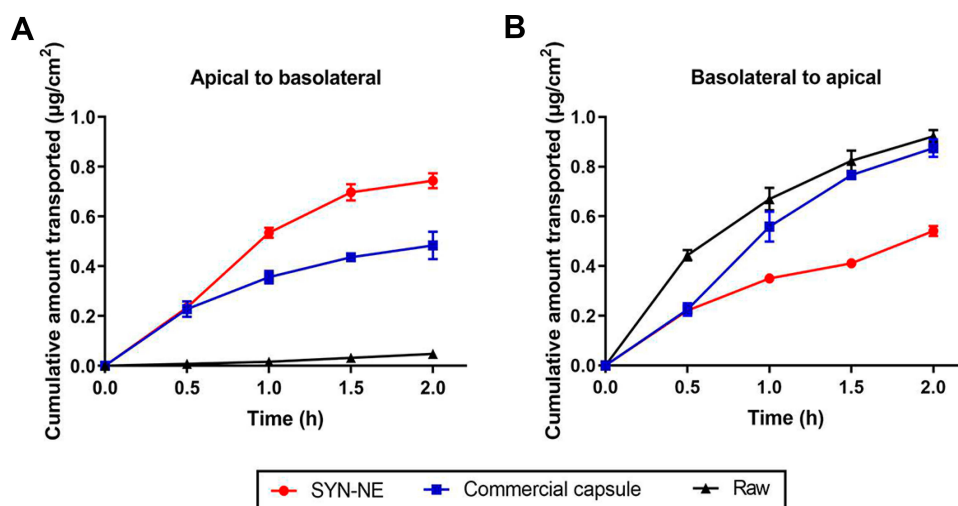 A
B
Apical to basolateral
Basolateral to apical
Cumulative amount transported (µg/cm²)
1.0
0.8
0.6
0.4
0.2
0.0
0.0 0.5 1.0 1.5 2.0
Time (h)
Cumulative amount transported (µg/cm²)
1.0
0.8
0.6
0.4
0.2
0.0
0.0 0.5 1.0 1.5 2.0
Time (h)
SYN-NE Commercial capsule Raw